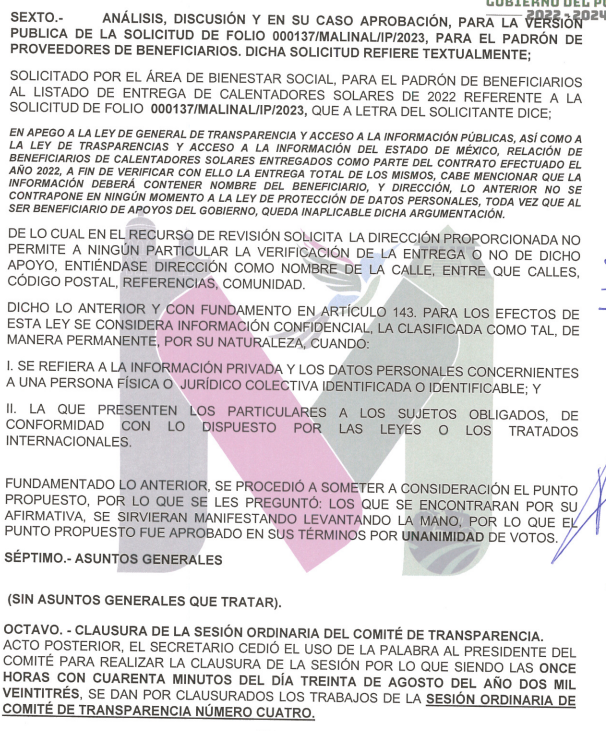 GOBIERNO DEL
2022 - 2024
SEXTO.- ANÁLISIS, DISCUSIÓN Y EN SU CASO APROBACIÓN, PARA LA VERSIÓN
PUBLICA DE LA SOLICITUD DE FOLIO 000137/MALINAL/IP/2023, PARA EL PADRÓN DE
PROVEEDORES DE BENEFICIARIOS. DICHA SOLICITUD REFIERE TEXTUALMENTE;
SOLICITADO POR EL ÁREA DE BIENESTAR SOCIAL, PARA EL PADRÓN DE BENEFICIARIOS
AL LISTADO DE ENTREGA DE CALENTADORES SOLARES DE 2022 REFERENTE A LA
SOLICITUD DE FOLIO 000137/MALINAL/IP/2023, QUE A LETRA DEL SOLICITANTE DICE;
EN APEGO A LA LEY DE GENERAL DE TRANSPARENCIA Y ACCESO A LA INFORMACIÓN PÚBLICAS, ASÍ COMO A
LA LEY DE TRASPARENCIAS Y ACCESO A LA INFORMACIÓN DEL ESTADO DE MÉXICO, RELACIÓN DE
BENEFICIARIOS DE CALENTADORES SOLARES ENTREGADOS COMO PARTE DEL CONTRATO EFECTUADO EL
AÑO 2022, A FIN DE VERIFICAR CON ELLO LA ENTREGA TOTAL DE LOS MISMOS, CABE MENCIONAR QUE LA
INFORMACIÓN DEBERÁ CONTENER NOMBRE DEL BENEFICIARIO, Y DIRECCIÓN, LO ANTERIOR NO SE
CONTRAPONE EN NINGÚN MOMENTO A LA LEY DE PROTECCIÓN DE DATOS PERSONALES, TODA VEZ QUE AL
SER BENEFICIARIO DE APOYOS DEL GOBIERNO, QUEDA INAPLICABLE DICHA ARGUMENTACIÓN.
DE LO CUAL EN EL RECURSO DE REVISIÓN SOLICITA LA DIRECCIÓN PROPORCIONADA NO
PERMITE A NINGÚN PARTICULAR LA VERIFICACIÓN DE LA ENTREGA O NO DE DICHO
APOYO, ENTIÉNDASE DIRECCIÓN COMO NOMBRE DE LA CALLE, ENTRE QUE CALLES,
CÓDIGO POSTAL, REFERENCIAS, COMUNIDAD.
DICHO LO ANTERIOR Y CON FUNDAMENTO EN ARTÍCULO 143. PARA LOS EFECTOS DE
ESTA LEY SE CONSIDERA INFORMACIÓN CONFIDENCIAL, LA CLASIFICADA COMO TAL, DE
MANERA PERMANENTE, POR SU NATURALEZA, CUANDO:
I. SE REFIERA A LA INFORMACIÓN PRIVADA Y LOS DATOS PERSONALES CONCERNIENTES
A UNA PERSONA FÍSICA O JURÍDICO COLECTIVA IDENTIFICADA O IDENTIFICABLE; Y
II. LA QUE PRESENTEN LOS PARTICULARES A LOS SUJETOS OBLIGADOS, DE
CONFORMIDAD CON LO DISPUESTO POR LAS LEYES O LOS TRATADOS
INTERNACIONALES.
FUNDAMENTADO LO ANTERIOR, SE PROCEDIÓ A SOMETER A CONSIDERACIÓN EL PUNTO
PROPUESTO, POR LO QUE SE LES PREGUNTÓ: LOS QUE SE ENCONTRARAN POR SU
AFIRMATIVA, SE SIRVIERAN MANIFESTANDO LEVANTANDO LA MANO, POR LO QUE EL
PUNTO PROPUESTO FUE APROBADO EN SUS TÉRMINOS POR UNANIMIDAD DE VOTOS.
SÉPTIMO.- ASUNTOS GENERALES
(SIN ASUNTOS GENERALES QUE TRATAR).
OCTAVO. - CLAUSURA DE LA SESIÓN ORDINARIA DEL COMITÉ DE TRANSPARENCIA.
ACTO POSTERIOR, EL SECRETARIO CEDIÓ EL USO DE LA PALABRA AL PRESIDENTE DEL
COMITÉ PARA REALIZAR LA CLAUSURA DE LA SESIÓN POR LO QUE SIENDO LAS ONCE
HORAS CON CUARENTA MINUTOS DEL DÍA TREINTA DE AGOSTO DEL AÑO DOS MIL
VEINTITRÉS, SE DAN POR CLAUSURADOS LOS TRABAJOS DE LA SESIÓN ORDINARIA DE
COMITÉ DE TRANSPARENCIA NÚMERO CUATRO.